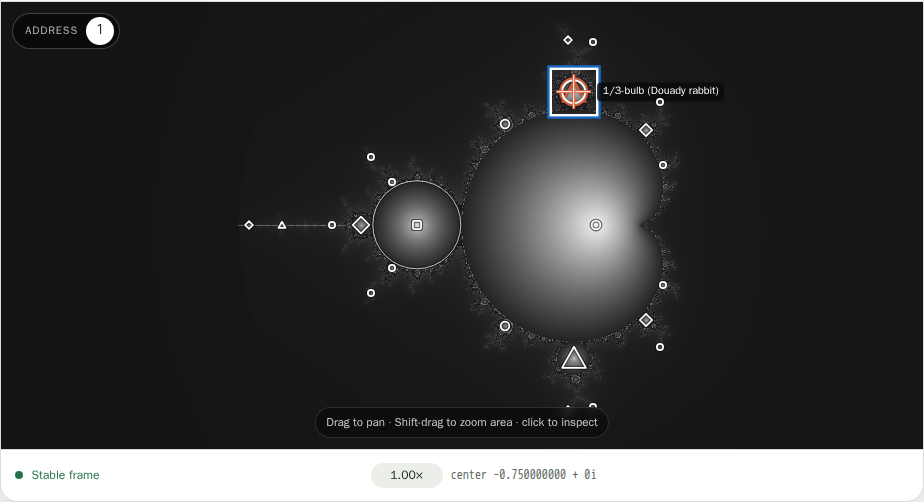 ADDRESS 1
1/3-bulb (Douady rabbit)
Drag to pan · Shift-drag to zoom area · click to inspect
Stable frame
1.00×
center -0.750000000 + 0i